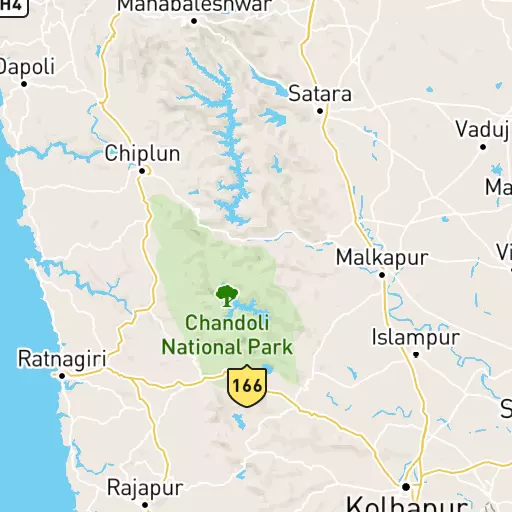 H4
Mahabaleshwar
Dapoli
Satara
Vaduj
Chiplun
Ma
Malkapur
Vi
Chandoli
National Park
Islampur
Ratnagiri
166
S
Rajapur
Kolhapur